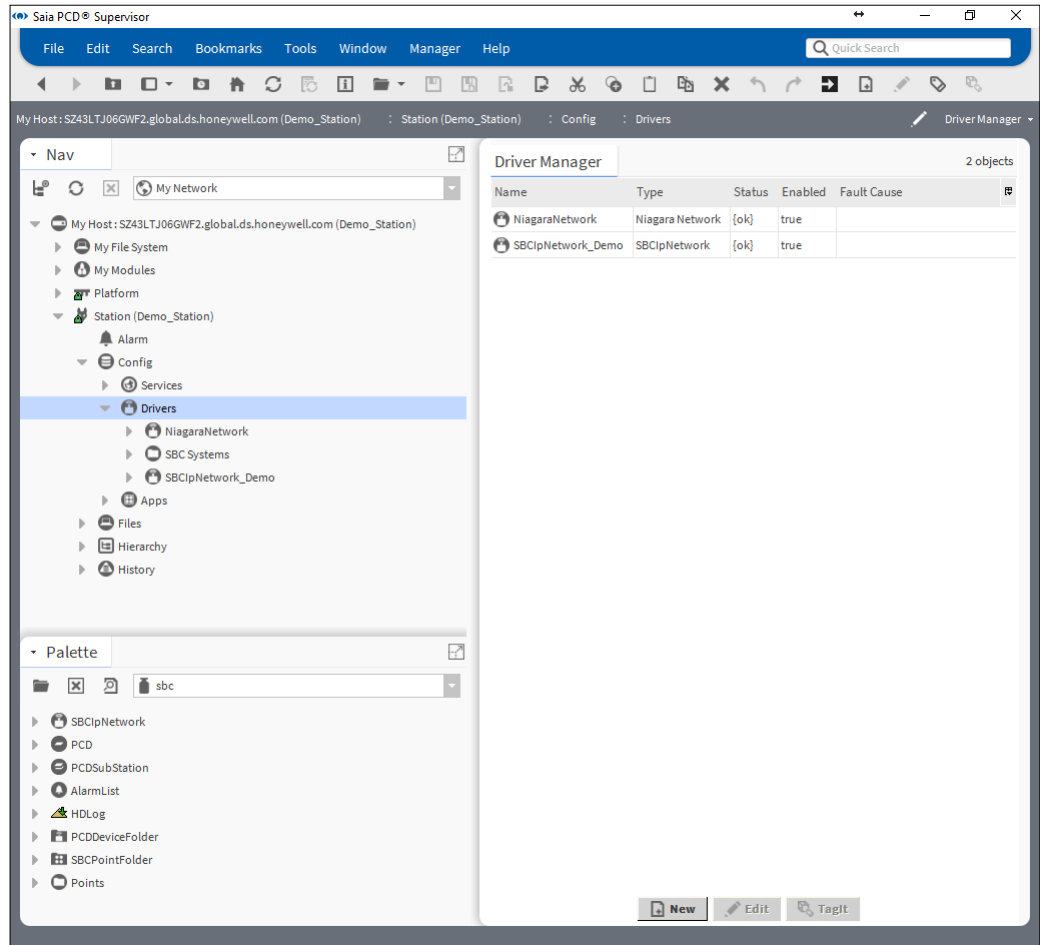 Saia PCD® Supervisor
File Edit Search Bookmarks Tools Window Manager Help Quick Search
My Host : SZ43LTJ06GWF2.global.ds.honeywell.com (Demo_Station) : Station (Demo_Station) : Config : Drivers Driver Manager
Nav
My Network
My Host : SZ43LTJ06GWF2.global.ds.honeywell.com (Demo_Station)
My File System
My Modules
Platform
Station (Demo_Station)
Alarm
Config
Services
Drivers
NiagaraNetwork
SBC Systems
SBCIpNetwork_Demo
Apps
Files
Hierarchy
History
Palette
sbc
SBCIpNetwork
PCD
PCDSubStation
AlarmList
HDLog
PCDDeviceFolder
SBCPointFolder
Points
Driver Manager 2 objects
Name Type Status Enabled Fault Cause
NiagaraNetwork Niagara Network {ok} true
SBCIpNetwork_Demo SBCIpNetwork {ok} true
New Edit TagIt